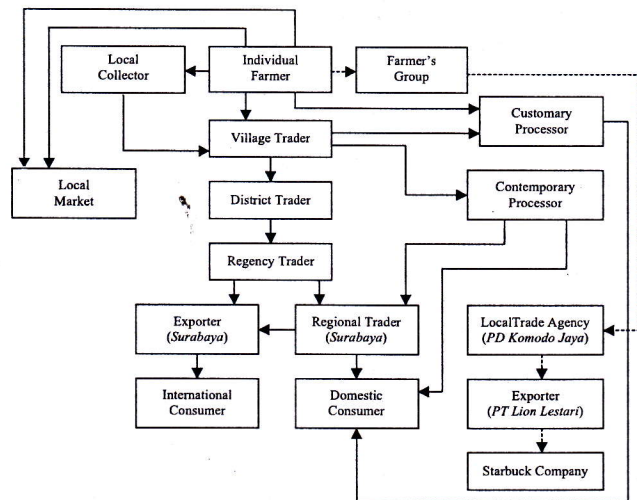 Local
Collector
Individual
Farmer
Farmer's
Group
Customary
Processor
Village Trader
Local
Market
District Trader
Contemporary
Processor
Regency Trader
Exporter
(Surabaya)
Regional Trader
(Surabaya)
LocalTrade Agency
(PD Komodo Jaya)
International
Consumer
Domestic
Consumer
Exporter
(PT Lion Lestari)
Starbuck Company